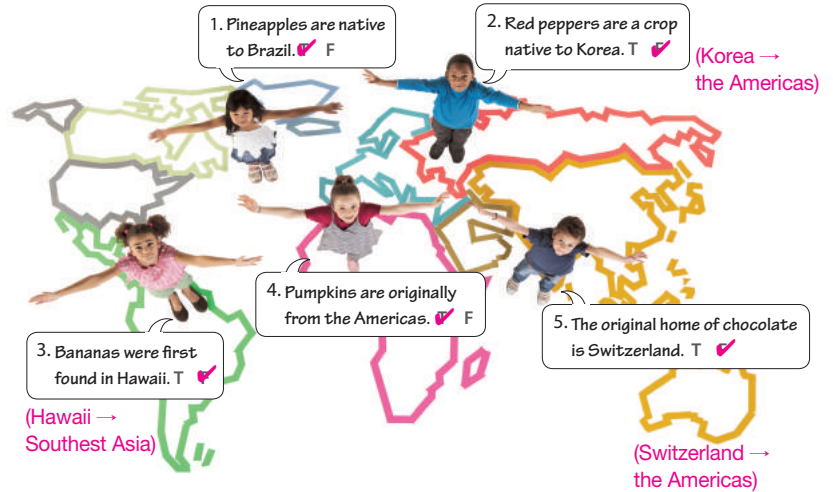 1. Pineapples are native
to Brazil. T F
2. Red peppers are a crop
native to Korea. T F
(Korea →
the Americas)
4. Pumpkins are originally
from the Americas. T F
5. The original home of chocolate
is Switzerland. T F
3. Bananas were first
found in Hawaii. T F
(Hawaii →
Southest Asia)
(Switzerland →
the Americas)